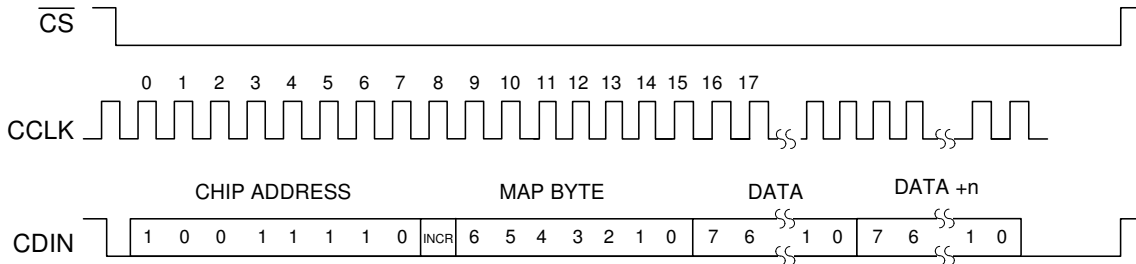 CS
0 1 2 3 4 5 6 7 8 9 10 11 12 13 14 15 16 17
CCLK
CHIP ADDRESS MAP BYTE DATA DATA +n
CDIN 1 0 0 1 1 1 1 0 INCR 6 5 4 3 2 1 0 7 6 1 0 7 6 1 0